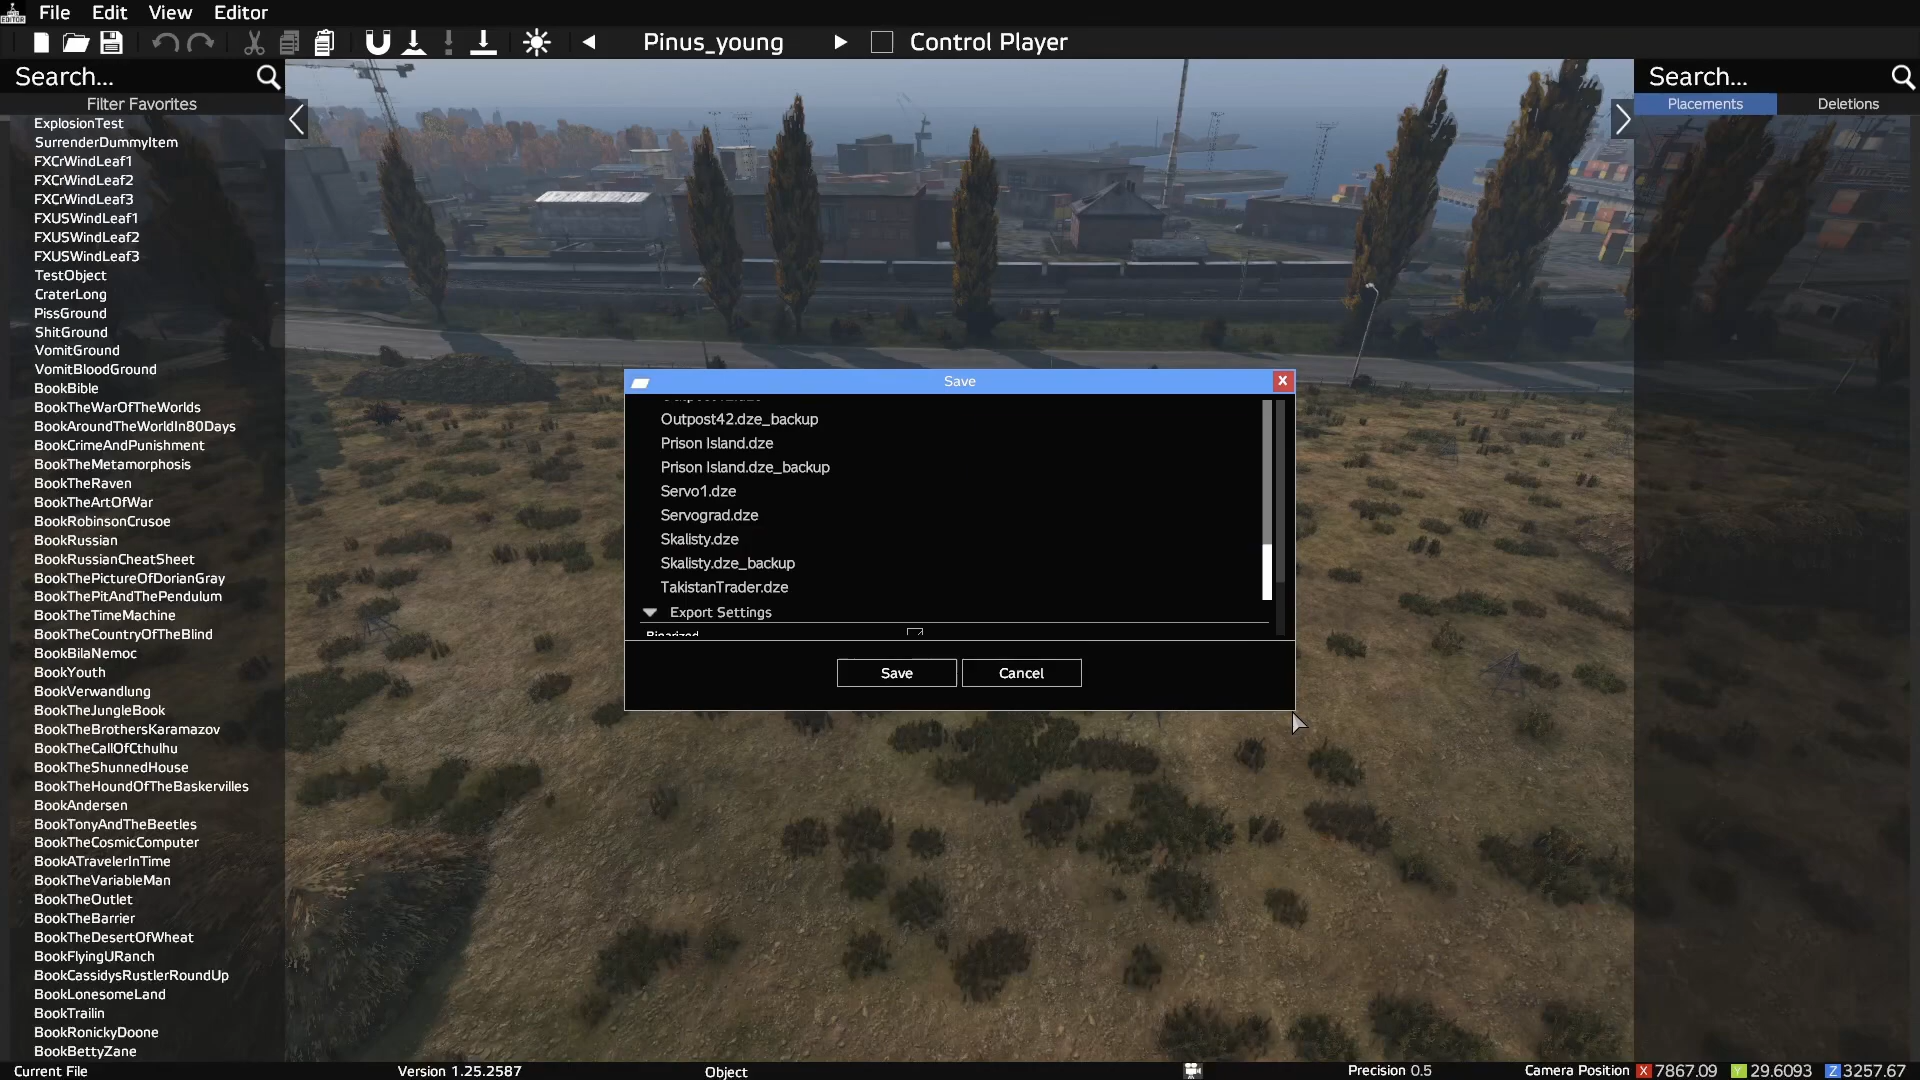 EDITOR File Edit View Editor
Pinus_young Control Player
Search...
Filter Favorites
ExplosionTest
SurrenderDummyItem
FXCrWindLeaf1
FXCrWindLeaf2
FXCrWindLeaf3
FXUSWindLeaf1
FXUSWindLeaf2
FXUSWindLeaf3
TestObject
CraterLong
PissGround
ShitGround
VomitGround
VomitBloodGround
BookBible
BookTheWarOfTheWorlds
BookAroundTheWorldIn80Days
BookCrimeAndPunishment
BookTheMetamorphosis
BookTheRaven
BookTheArtOfWar
BookRobinsonCrusoe
BookRussian
BookRussianCheatSheet
BookThePictureOfDorianGray
BookThePitAndThePendulum
BookTheTimeMachine
BookTheCountryOfTheBlind
BookBilaNemoc
BookYouth
BookVerwandlung
BookTheJungleBook
BookTheBrothersKaramazov
BookTheCallOfCthulhu
BookTheShunnedHouse
BookTheHoundOfTheBaskervilles
BookAndersen
BookTonyAndTheBeetles
BookTheCosmicComputer
BookATravelerInTime
BookTheVariableMan
BookTheOutlet
BookTheBarrier
BookTheDesertOfWheat
BookFlyingURanch
BookCassidysRustlerRoundUp
BookLonesomeLand
BookTrailin
BookRonickyDoone
BookBettyZane
Save X
Outpost42.dze_backup
Prison Island.dze
Prison Island.dze_backup
Servo1.dze
Servograd.dze
Skalisty.dze
Skalisty.dze_backup
TakistanTrader.dze
Export Settings
Binarized
Save Cancel
Search...
Placements Deletions
Current File Version 1.25.2587 Object Precision 0.5 Camera Position X 7867.09 Y 29.6093 Z 3257.67